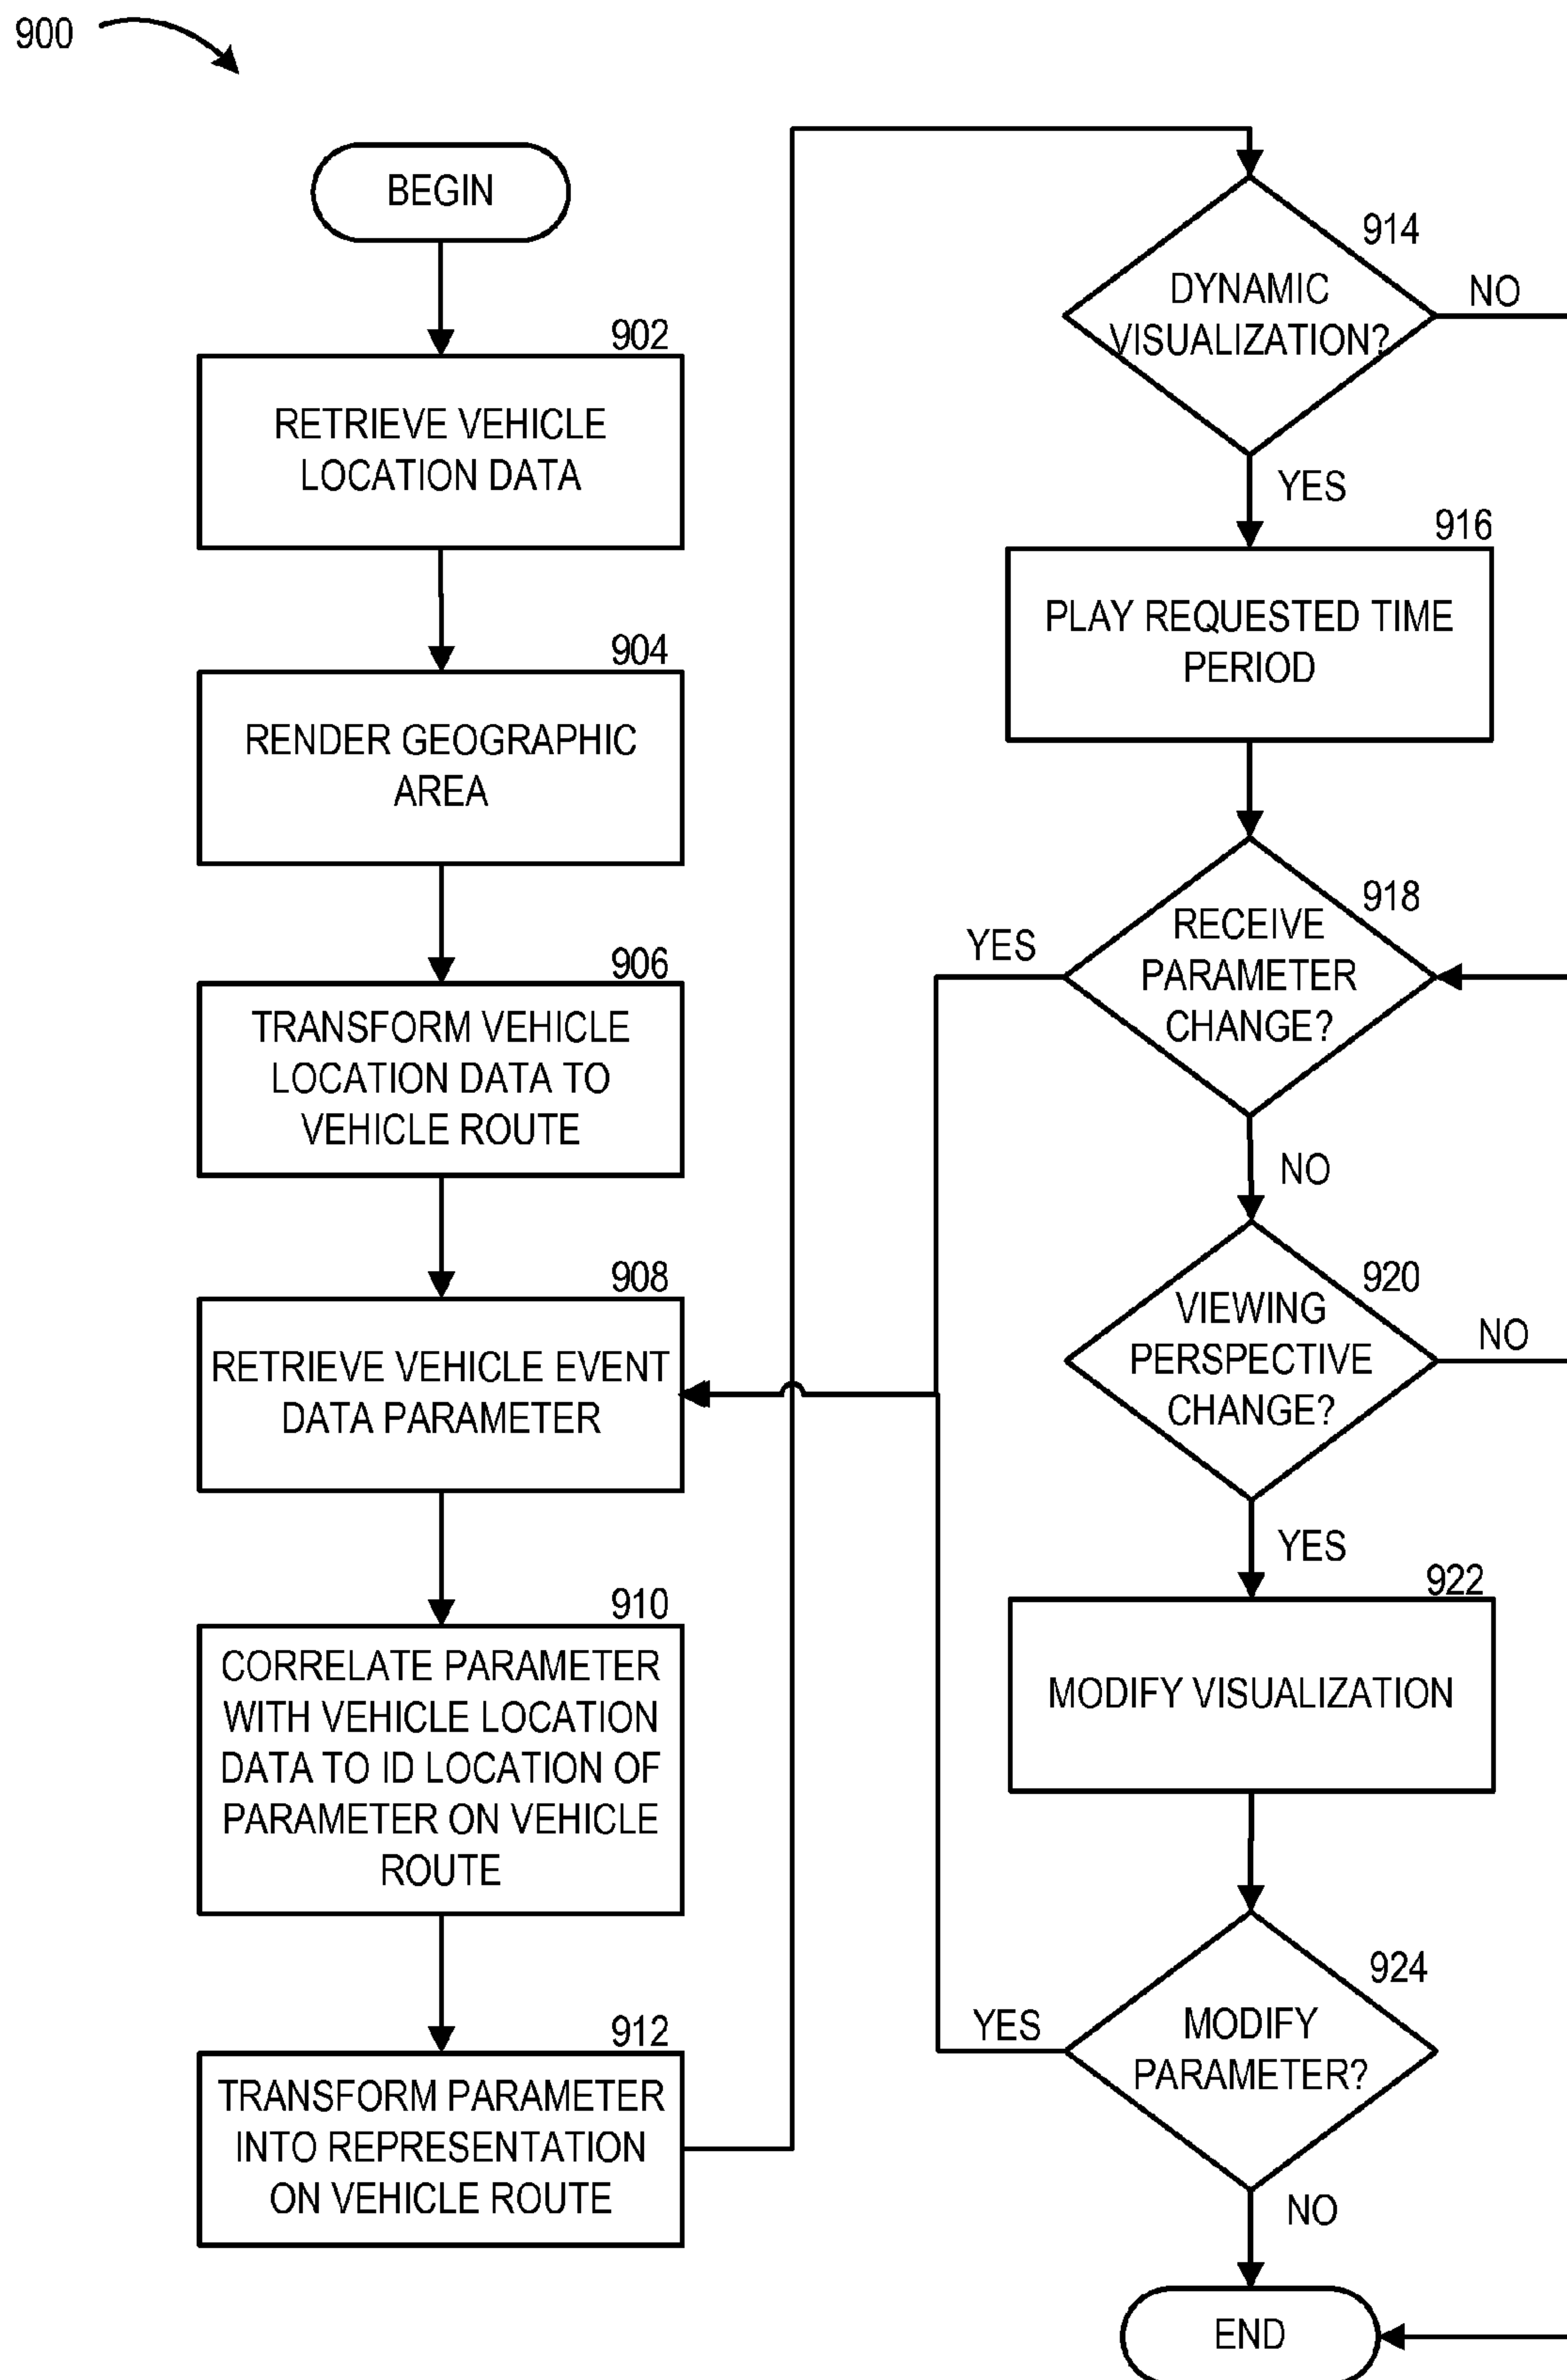 900
BEGIN
902
RETRIEVE VEHICLE
LOCATION DATA
904
RENDER GEOGRAPHIC
AREA
906
TRANSFORM VEHICLE
LOCATION DATA TO
VEHICLE ROUTE
908
RETRIEVE VEHICLE EVENT
DATA PARAMETER
910
CORRELATE PARAMETER
WITH VEHICLE LOCATION
DATA TO ID LOCATION OF
PARAMETER ON VEHICLE
ROUTE
912
TRANSFORM PARAMETER
INTO REPRESENTATION
ON VEHICLE ROUTE
914
DYNAMIC
VISUALIZATION?
NO
YES
916
PLAY REQUESTED TIME
PERIOD
918
RECEIVE
PARAMETER
CHANGE?
YES
NO
920
VIEWING
PERSPECTIVE
CHANGE?
NO
YES
922
MODIFY VISUALIZATION
924
MODIFY
PARAMETER?
YES
NO
END